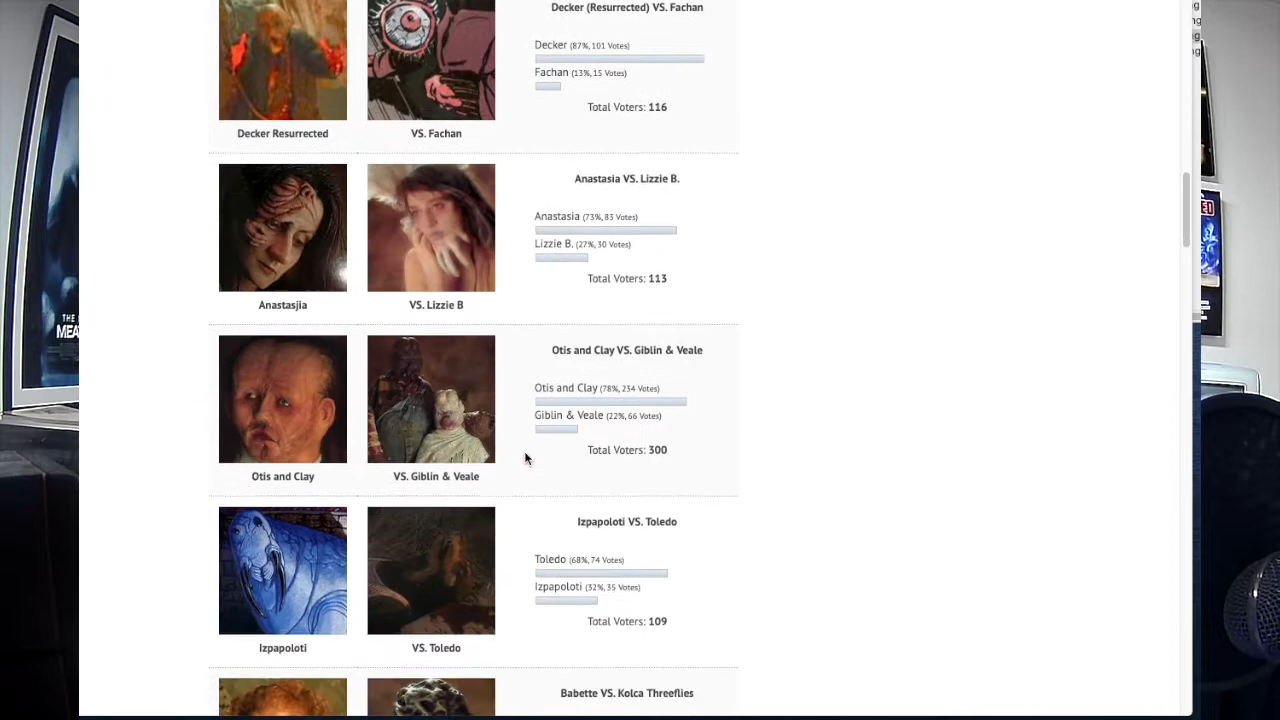 Decker (Resurrected) VS. Fachan
Decker (87%, 101 Votes)
Fachan (13%, 15 Votes)
Total Voters: 116
Decker Resurrected
VS. Fachan
Anastasia VS. Lizzie B.
Anastasia (73%, 83 Votes)
Lizzie B. (27%, 30 Votes)
Total Voters: 113
Anastasjia
VS. Lizzie B
Otis and Clay VS. Giblin & Veale
Otis and Clay (78%, 234 Votes)
Giblin & Veale (22%, 66 Votes)
Total Voters: 300
Otis and Clay
VS. Giblin & Veale
Izpapoloti VS. Toledo
Toledo (68%, 74 Votes)
Izpapoloti (32%, 35 Votes)
Total Voters: 109
Izpapoloti
VS. Toledo
Babette VS. Kolca Threeflies
THE
MEA